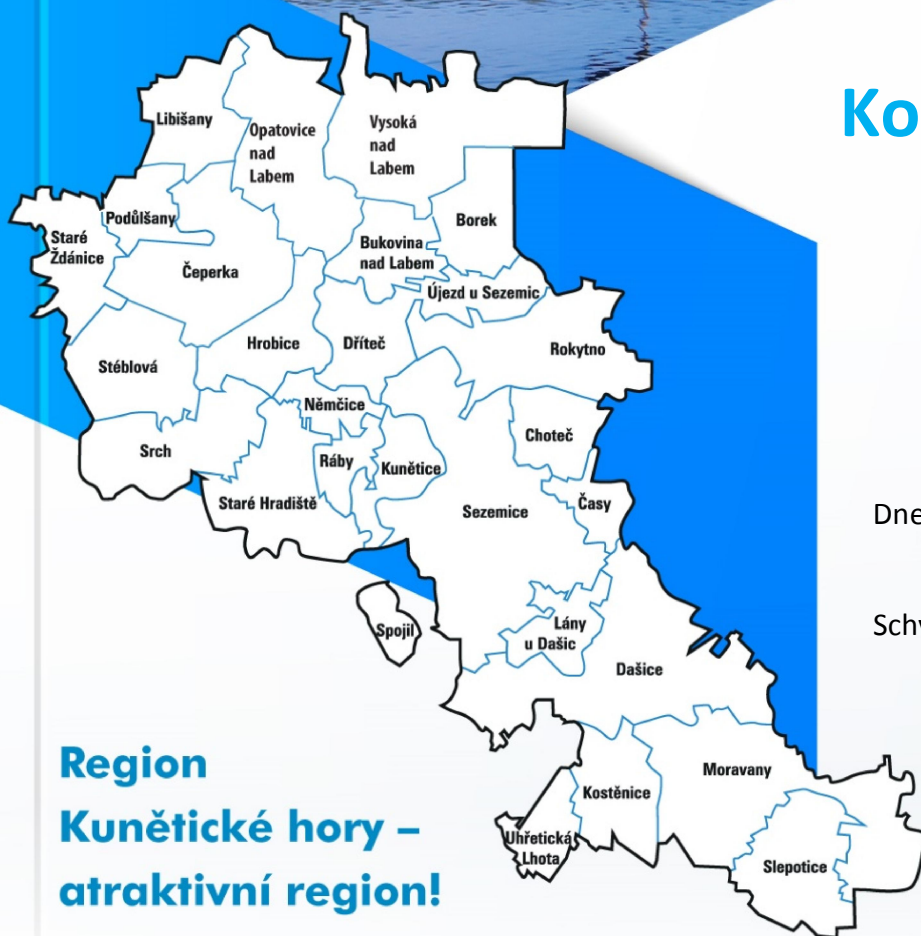 Ko
Libišany
Opatovice
nad
Labem
Vysoká
nad
Labem
Podůlšany
Borek
Staré
Ždánice
Bukovina
nad Labem
Čeperka
Újezd u Sezemic
Hrobice
Dříteč
Rokytno
Stéblová
Němčice
Choteč
Srch
Ráby
Kunětice
Staré Hradiště
Sezemice
Časy
Dne
Spojil
Lány
u Dašic
Schv
Dašice
Moravany
Kostěnice
Uhřetická
Lhota
Slepotice
Region
Kunětické hory –
atraktivní region!